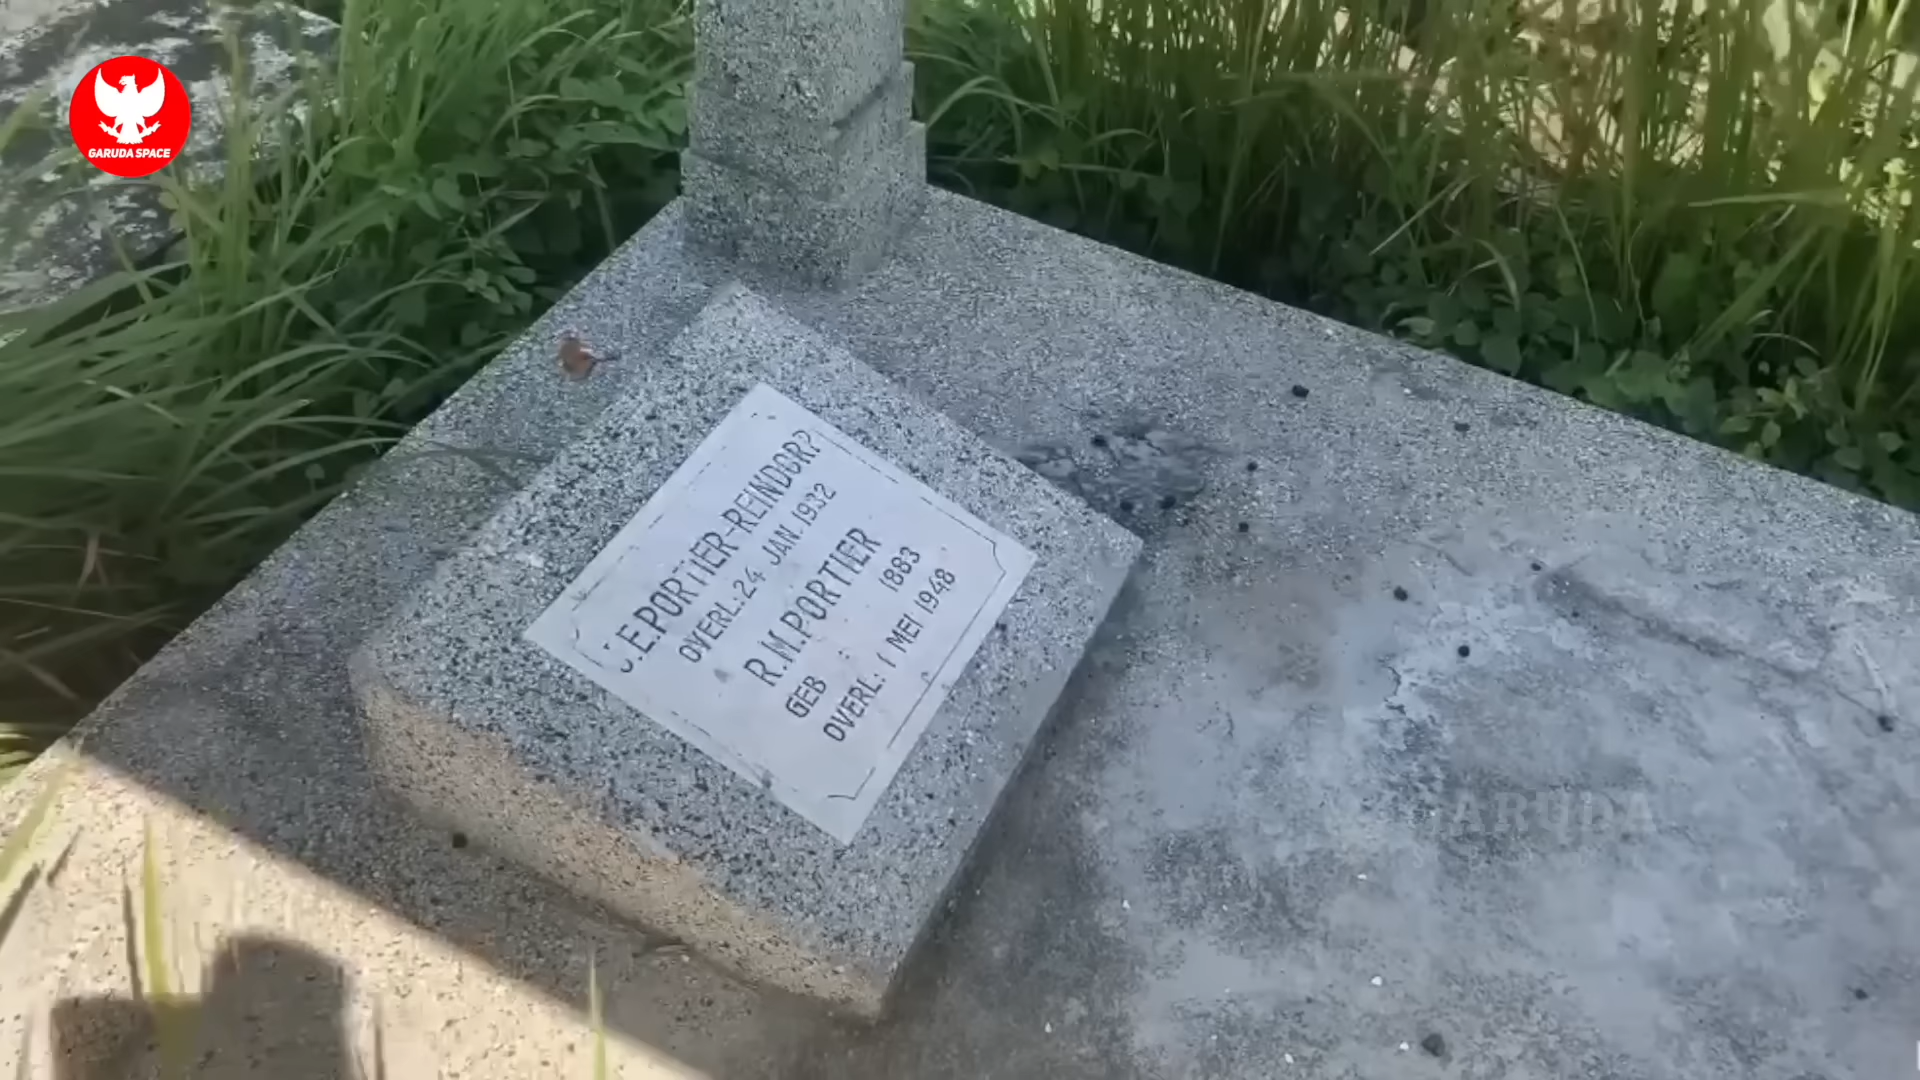 GARUDA SPACE
J.E.PORTIER-REINDORP
OVERL. 24 JAN. 1932
R.M.PORTIER
GEB : 1883
OVERL: 1 MEI 1948
GARUDA